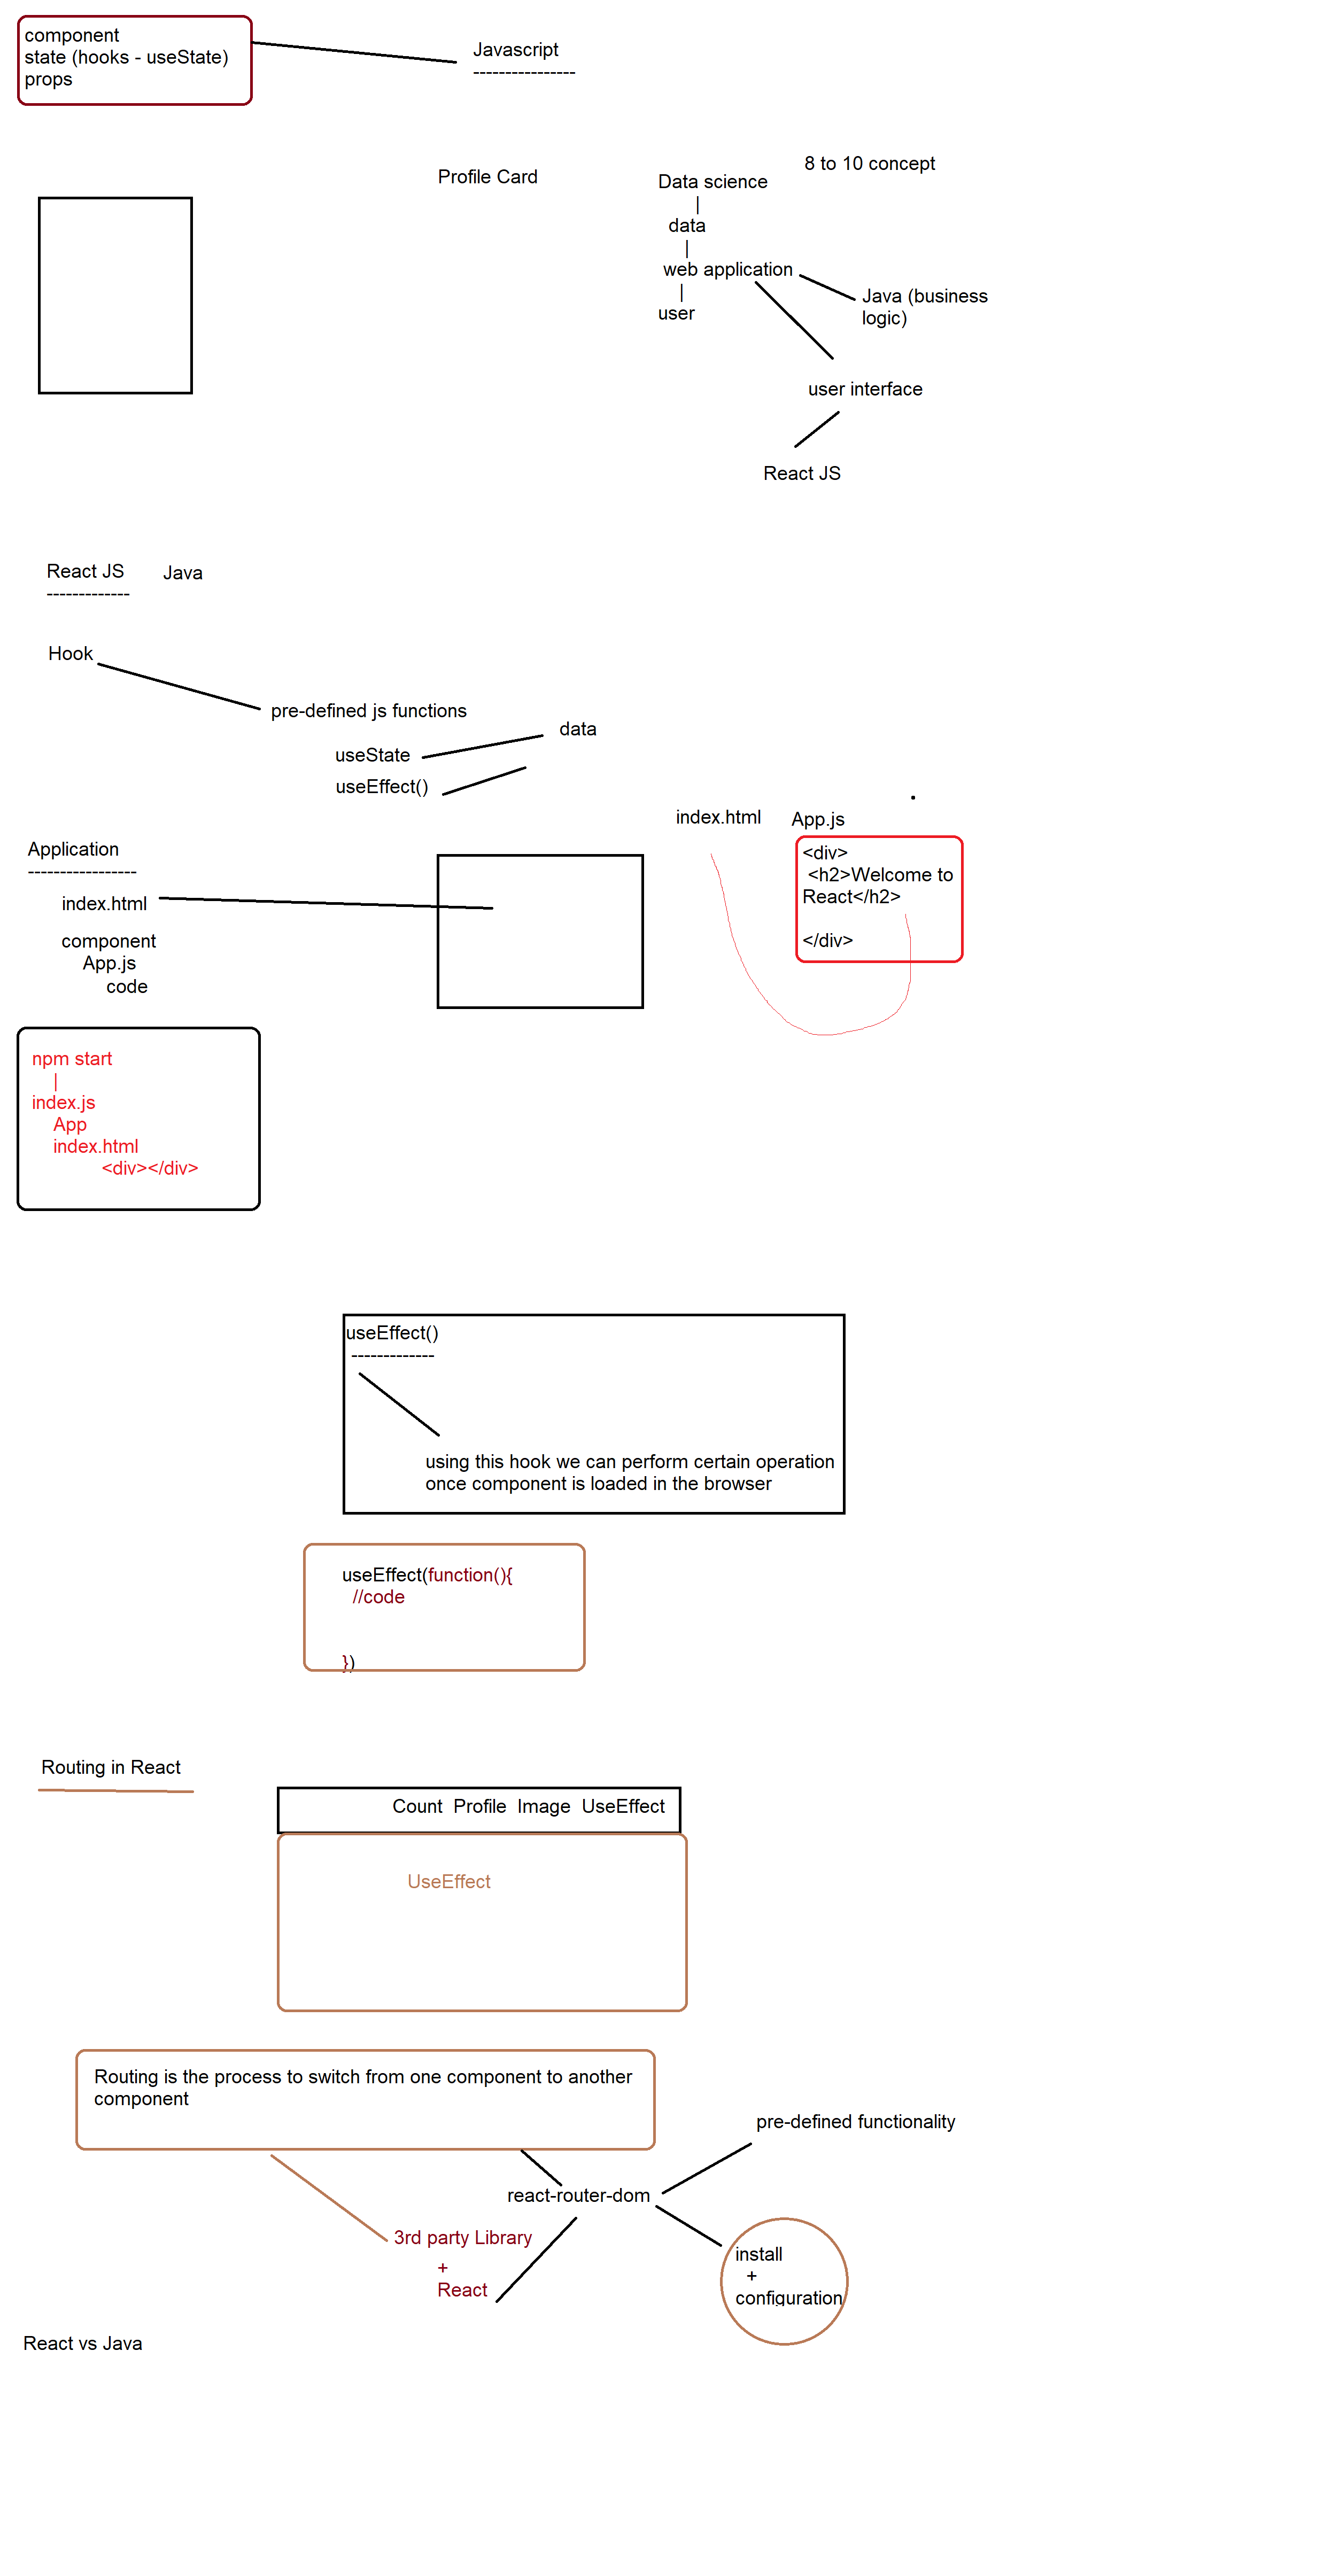 component
state (hooks - useState)
props
Javascript
----------------
Profile Card
8 to 10 concept
Data science
|
data
|
web application
|
user
Java (business
logic)
user interface
React JS
React JS
-------------
Java
Hook
pre-defined js functions
data
useState
useEffect()
index.html
App.js
<div>
<h2>Welcome to
React</h2>
</div>
Application
-----------------
index.html
component
App.js
code
npm start
|
index.js
App
index.html
<div></div>
useEffect()
-------------
using this hook we can perform certain operation
once component is loaded in the browser
useEffect(function(){
//code
})
Routing in React
Count Profile Image UseEffect
UseEffect
Routing is the process to switch from one component to another
component
pre-defined functionality
react-router-dom
3rd party Library
+
React
install
+
configuration
React vs Java